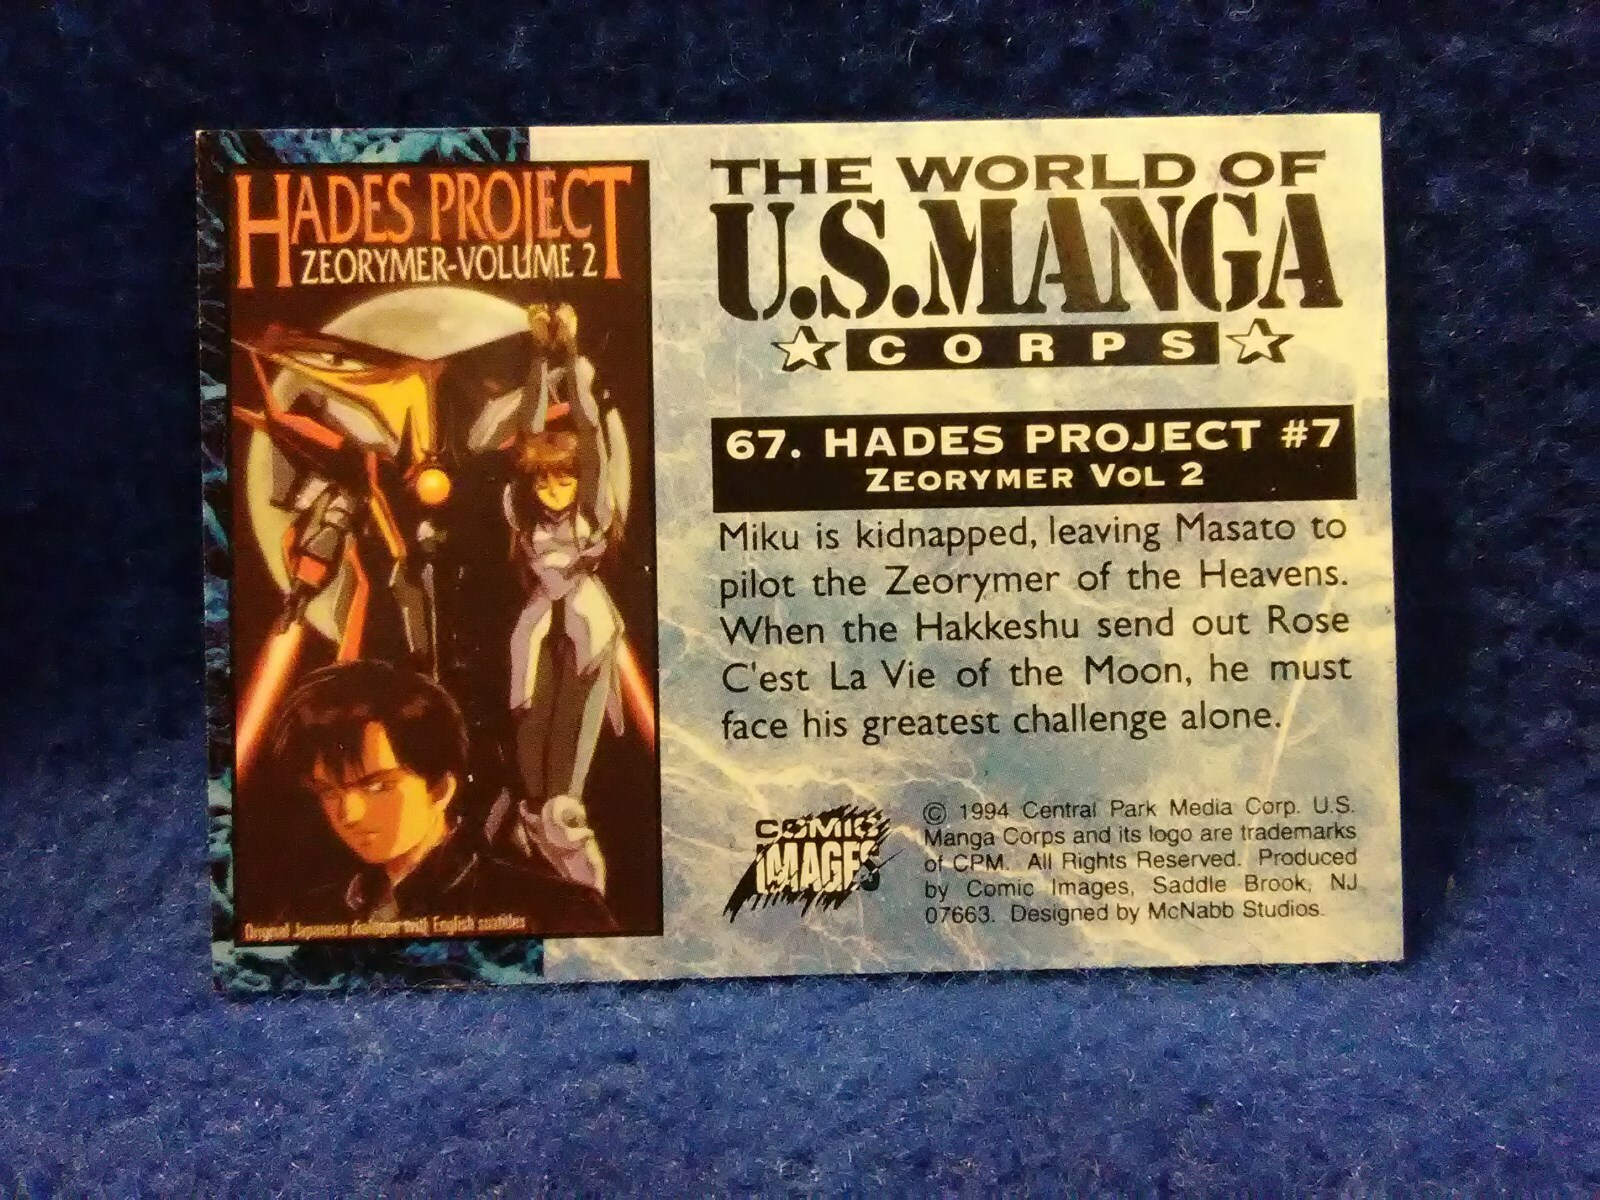 HADES PROJECT
ZEORYMER-VOLUME 2
Original Japanese dialogue with English subtitles
THE WORLD OF
U.S.MANGA
CORPS
67. HADES PROJECT #7
ZEORYMER VOL 2
Miku is kidnapped, leaving Masato to
pilot the Zeorymer of the Heavens.
When the Hakkeshu send out Rose
C'est La Vie of the Moon, he must
face his greatest challenge alone.
COMIC
IMAGES
© 1994 Central Park Media Corp. U.S.
Manga Corps and its logo are trademarks
of CPM. All Rights Reserved. Produced
by Comic Images, Saddle Brook, NJ
07663. Designed by McNabb Studios.